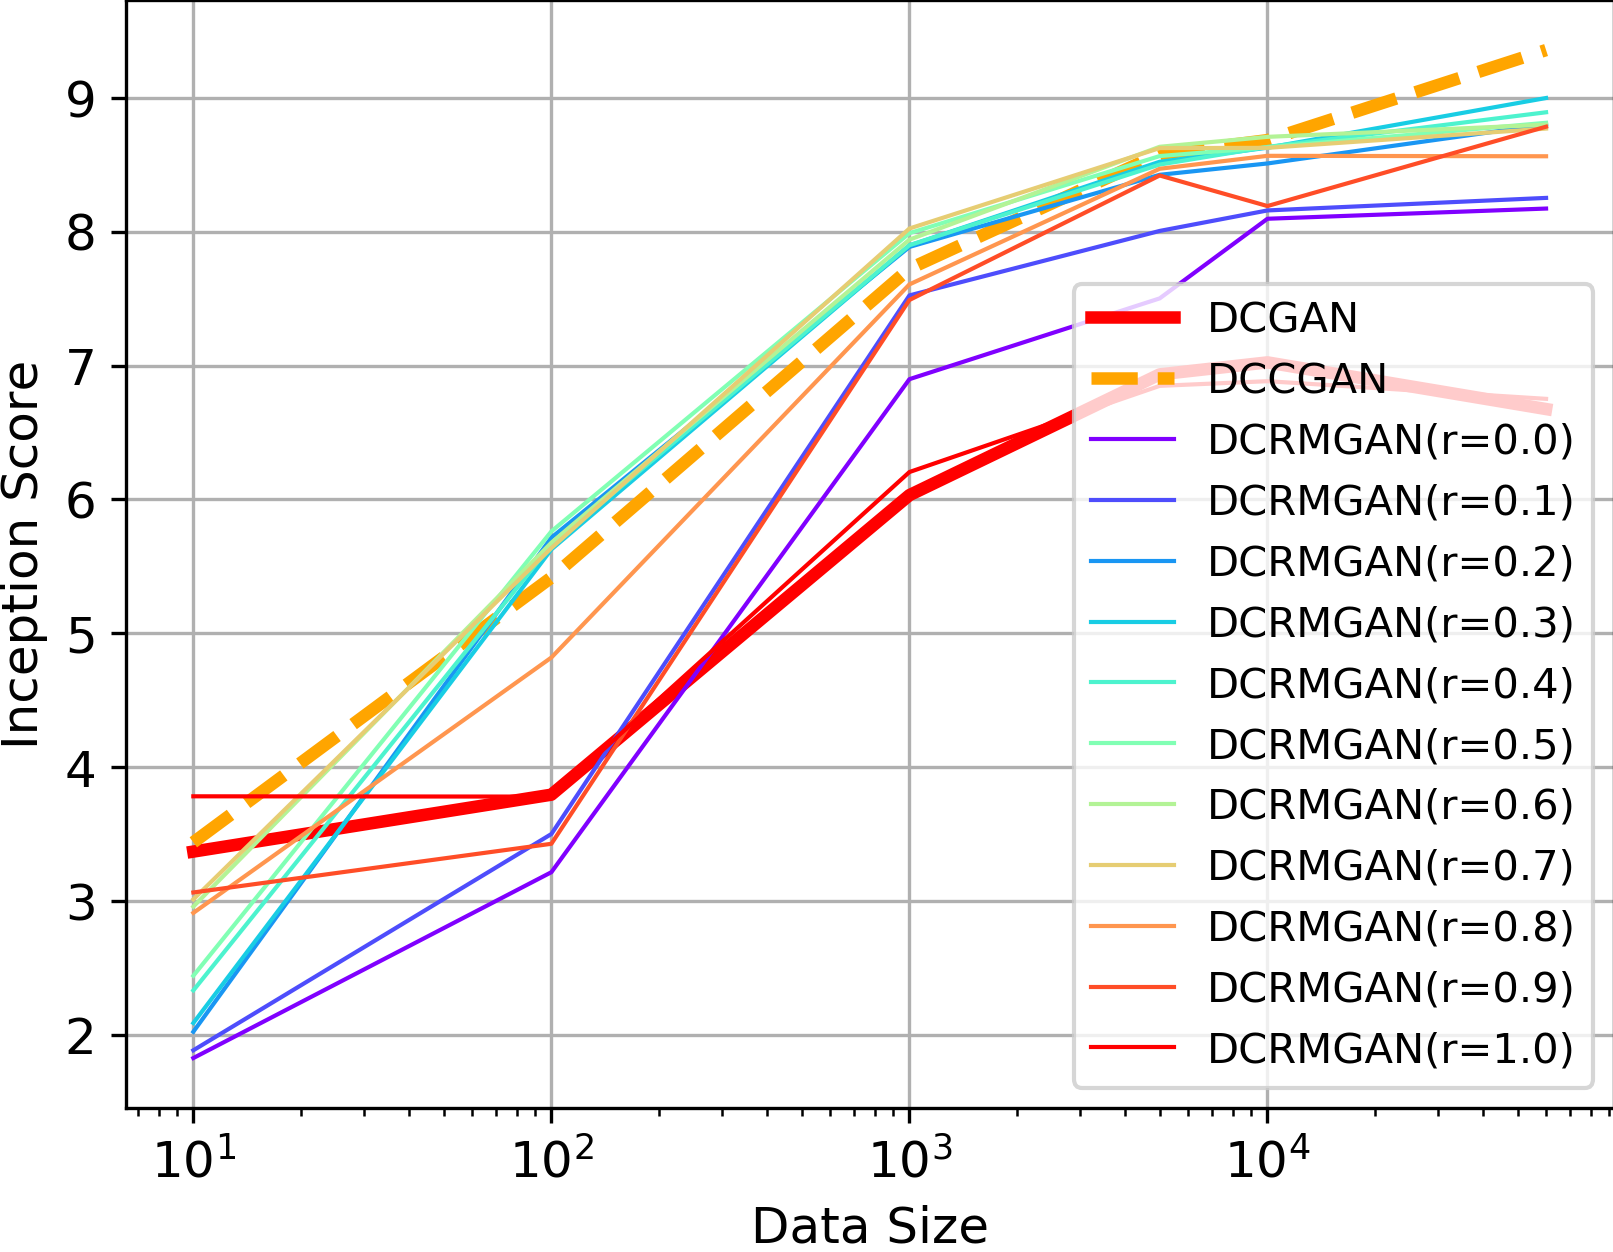 Inception Score
9
8
7
6
5
4
3
2
DCGAN
DCCGAN
DCRMGAN(r=0.0)
DCRMGAN(r=0.1)
DCRMGAN(r=0.2)
DCRMGAN(r=0.3)
DCRMGAN(r=0.4)
DCRMGAN(r=0.5)
DCRMGAN(r=0.6)
DCRMGAN(r=0.7)
DCRMGAN(r=0.8)
DCRMGAN(r=0.9)
DCRMGAN(r=1.0)
10¹ 10² 10³ 10⁴
Data Size